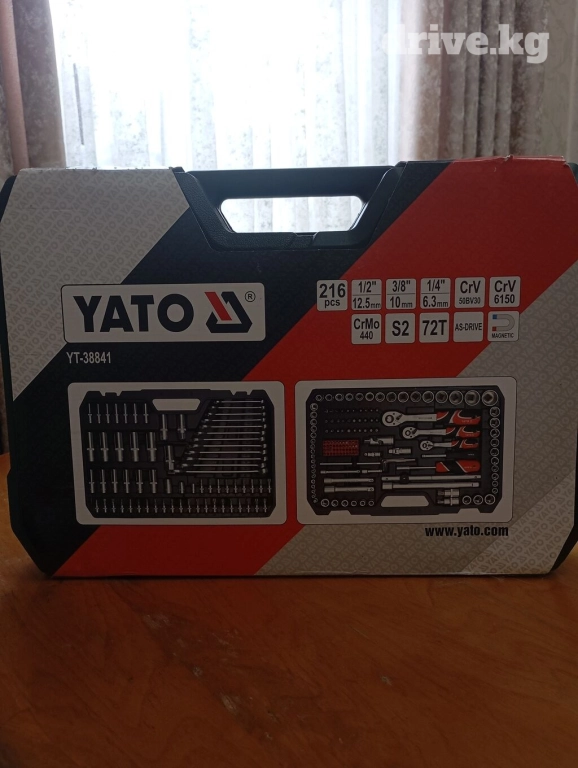 drive.kg
YATO ®
YT-38841
216 pcs 1/2" 12.5mm 3/8" 10mm 1/4" 6.3mm CrV 50BV30 CrV 6150
CrMo 440 S2 72T AS-DRIVE MAGNETIC
www.yato.com